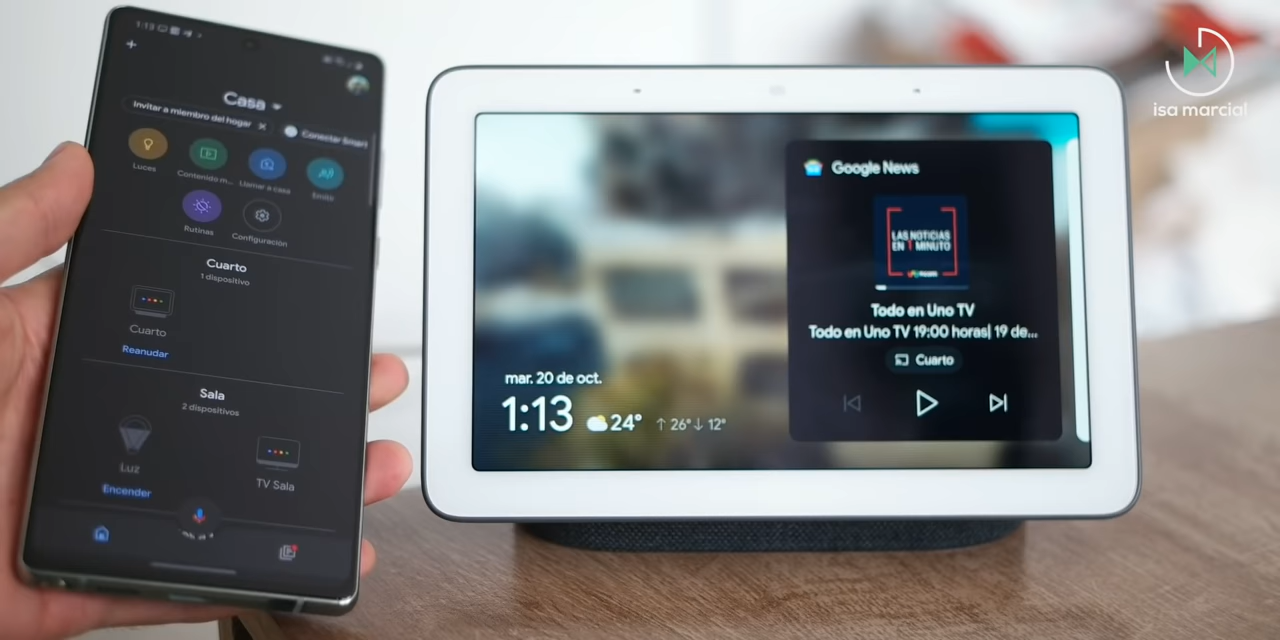 1:13
Casa
Invitar a miembro del hogar
Conectar Smart
Luces
Contenido m...
Llamar a casa
Emitir
Rutinas
Configuración
Cuarto
1 dispositivo
Cuarto
Reanudar
Sala
2 dispositivos
Luz
TV Sala
Encender
Google News
LAS NOTICIAS
EN 1 MINUTO
Todo en Uno TV
Todo en Uno TV 19:00 horas| 19 de...
Cuarto
mar. 20 de oct.
1:13 24° ↑ 26° ↓ 12°
isa marcial